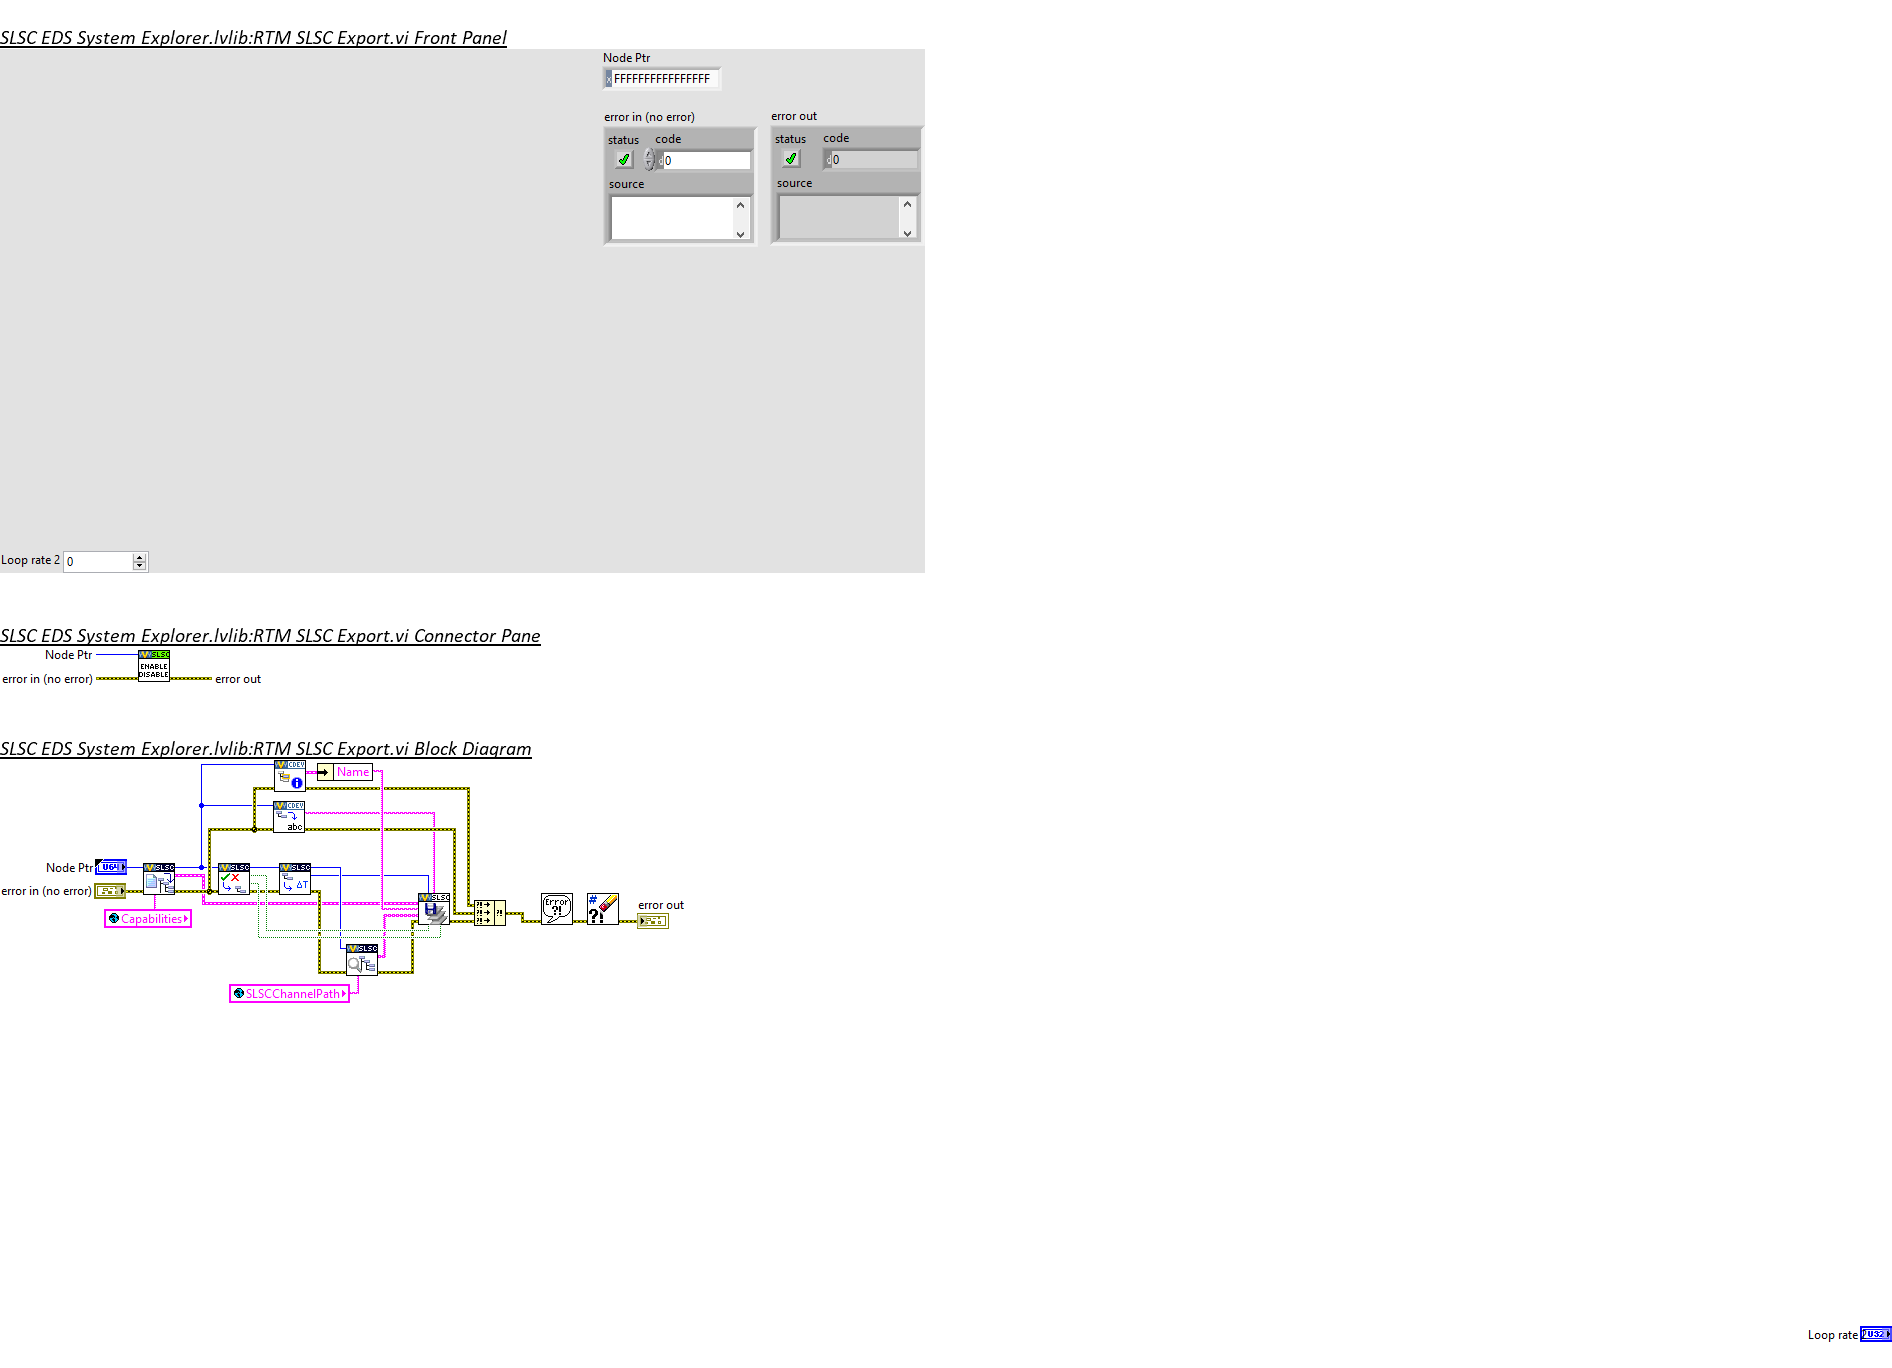 SLSC EDS System Explorer.lvlib:RTM SLSC Export.vi Front Panel
Node Ptr
x FFFFFFFFFFFFFFFF
error in (no error)
error out
status code
0
source
status code
d 0
source
Loop rate 2 0
SLSC EDS System Explorer.lvlib:RTM SLSC Export.vi Connector Pane
Node Ptr
SLSC
ENABLE
DISABLE
error in (no error)
error out
SLSC EDS System Explorer.lvlib:RTM SLSC Export.vi Block Diagram
CDEV
Name
CDEV
abc
Node Ptr
U64
SLSC
SLSC
SLSC
ΔT
error in (no error)
Capabilities
SLSC
?!
?!
?!
?!
Error
?!
#
?!
error out
SLSC
SLSCChannelPath
Loop rate 2
U32